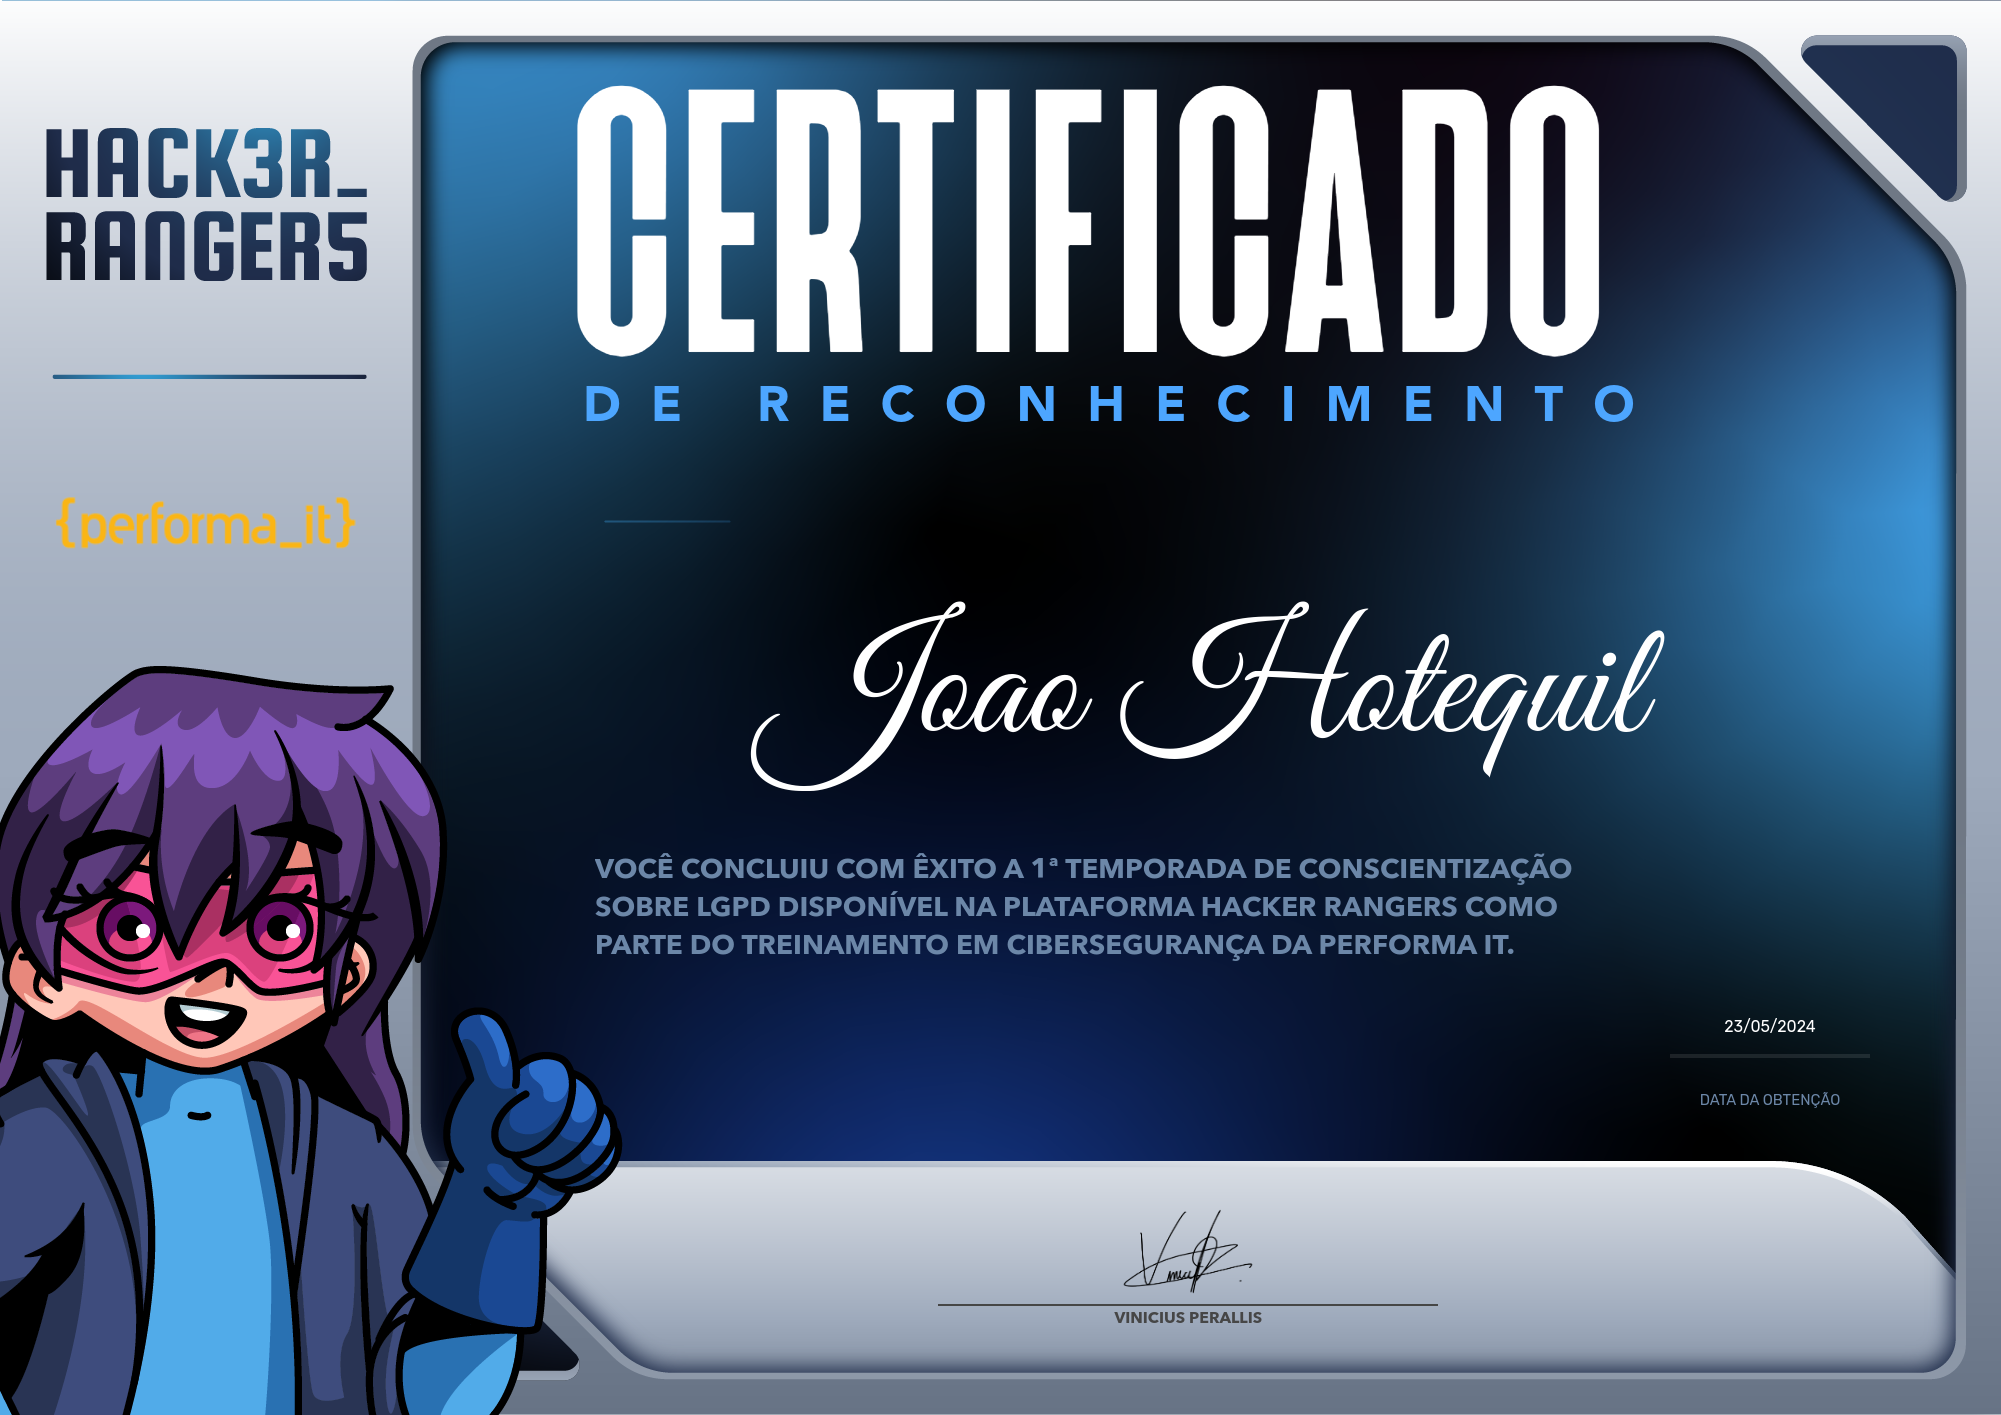 HACK3R_
RANGER5
{performa_it}
CERTIFICADO
DE RECONHECIMENTO
Joao Hotequil
VOCÊ CONCLUIU COM ÊXITO A 1ª TEMPORADA DE CONSCIENTIZAÇÃO
SOBRE LGPD DISPONÍVEL NA PLATAFORMA HACKER RANGERS COMO
PARTE DO TREINAMENTO EM CIBERSEGURANÇA DA PERFORMA IT.
23/05/2024
DATA DA OBTENÇÃO
VINICIUS PERALLIS